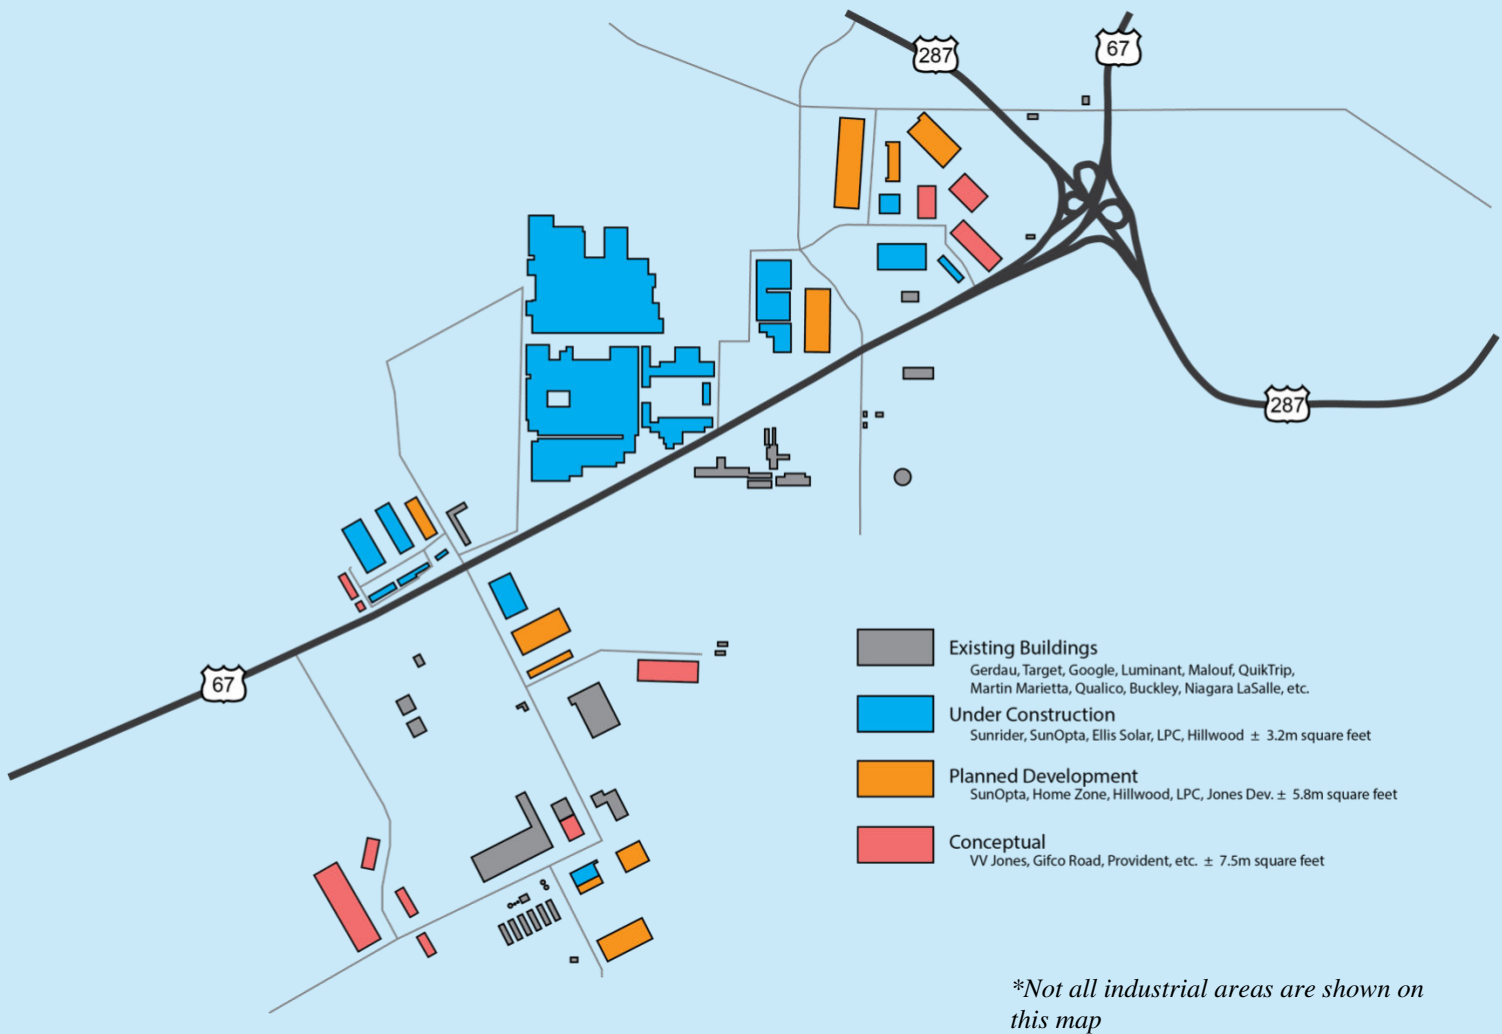 287
67
287
67
Existing Buildings
Gerdau, Target, Google, Luminant, Malouf, QuikTrip,
Martin Marietta, Qualico, Buckley, Niagara LaSalle, etc.
Under Construction
Sunrider, SunOpta, Ellis Solar, LPC, Hillwood ± 3.2m square feet
Planned Development
SunOpta, Home Zone, Hillwood, LPC, Jones Dev. ± 5.8m square feet
Conceptual
VV Jones, Gifco Road, Provident, etc. ± 7.5m square feet
*Not all industrial areas are shown on
this map